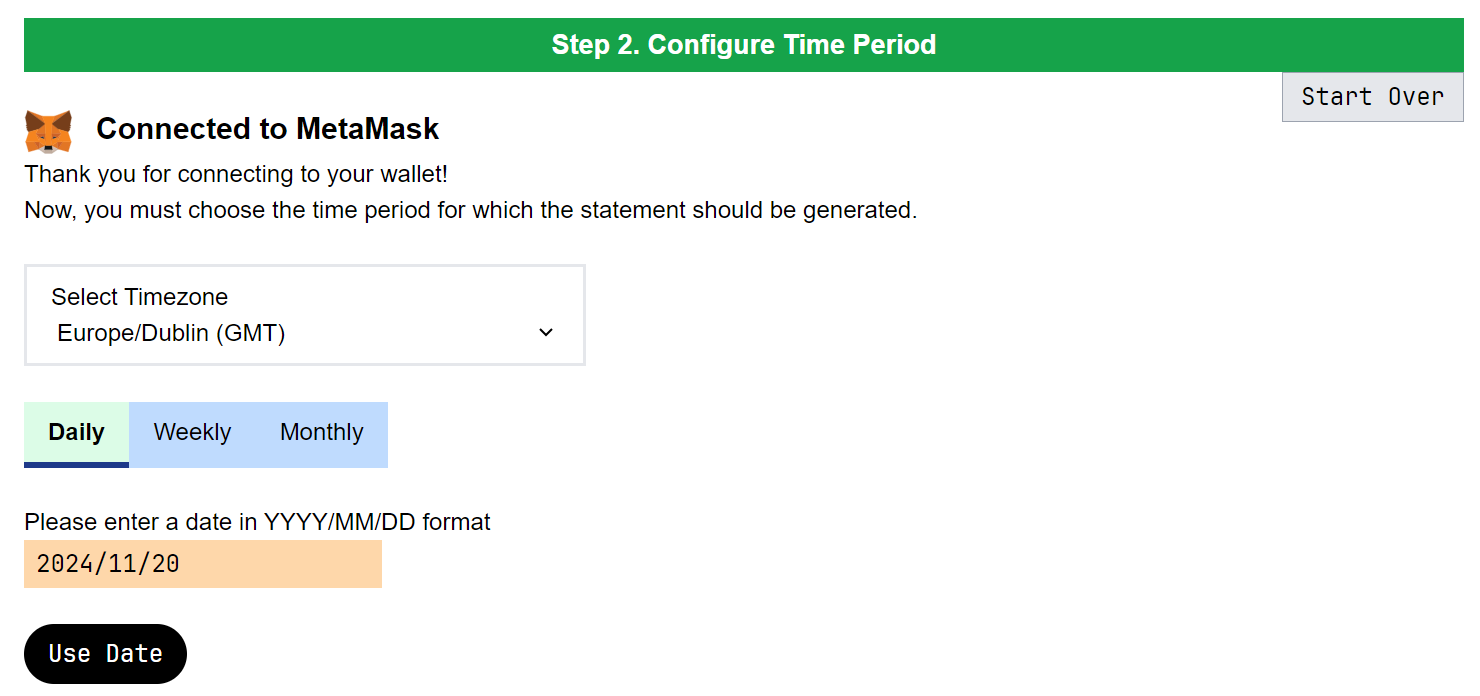 Step 2. Configure Time Period
Start Over
Connected to MetaMask
Thank you for connecting to your wallet!
Now, you must choose the time period for which the statement should be generated.
Select Timezone
Europe/Dublin (GMT)
Daily Weekly Monthly
Please enter a date in YYYY/MM/DD format
2024/11/20
Use Date